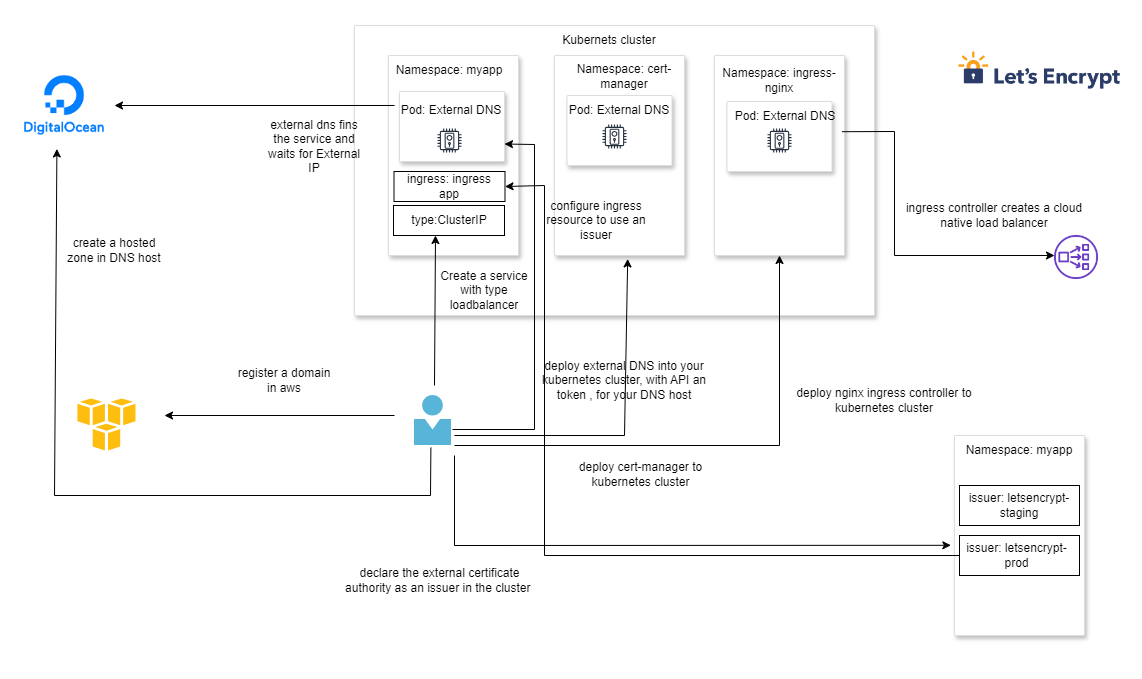 Kubernets cluster
Namespace: myapp
Pod: External DNS
ingress: ingress
app
type:ClusterIP
Namespace: cert-
manager
Pod: External DNS
Namespace: ingress-
nginx
Pod: External DNS
Let's Encrypt
DigitalOcean
external dns fins
the service and
waits for External
IP
configure ingress
resource to use an
issuer
ingress controller creates a cloud
native load balancer
create a hosted
zone in DNS host
Create a service
with type
loadbalancer
register a domain
in aws
deploy external DNS into your
kubernetes cluster, with API an
token , for your DNS host
deploy nginx ingress controller to
kubernetes cluster
deploy cert-manager to
kubernetes cluster
Namespace: myapp
issuer: letsencrypt-
staging
issuer: letsencrypt-
prod
declare the external certificate
authority as an issuer in the cluster